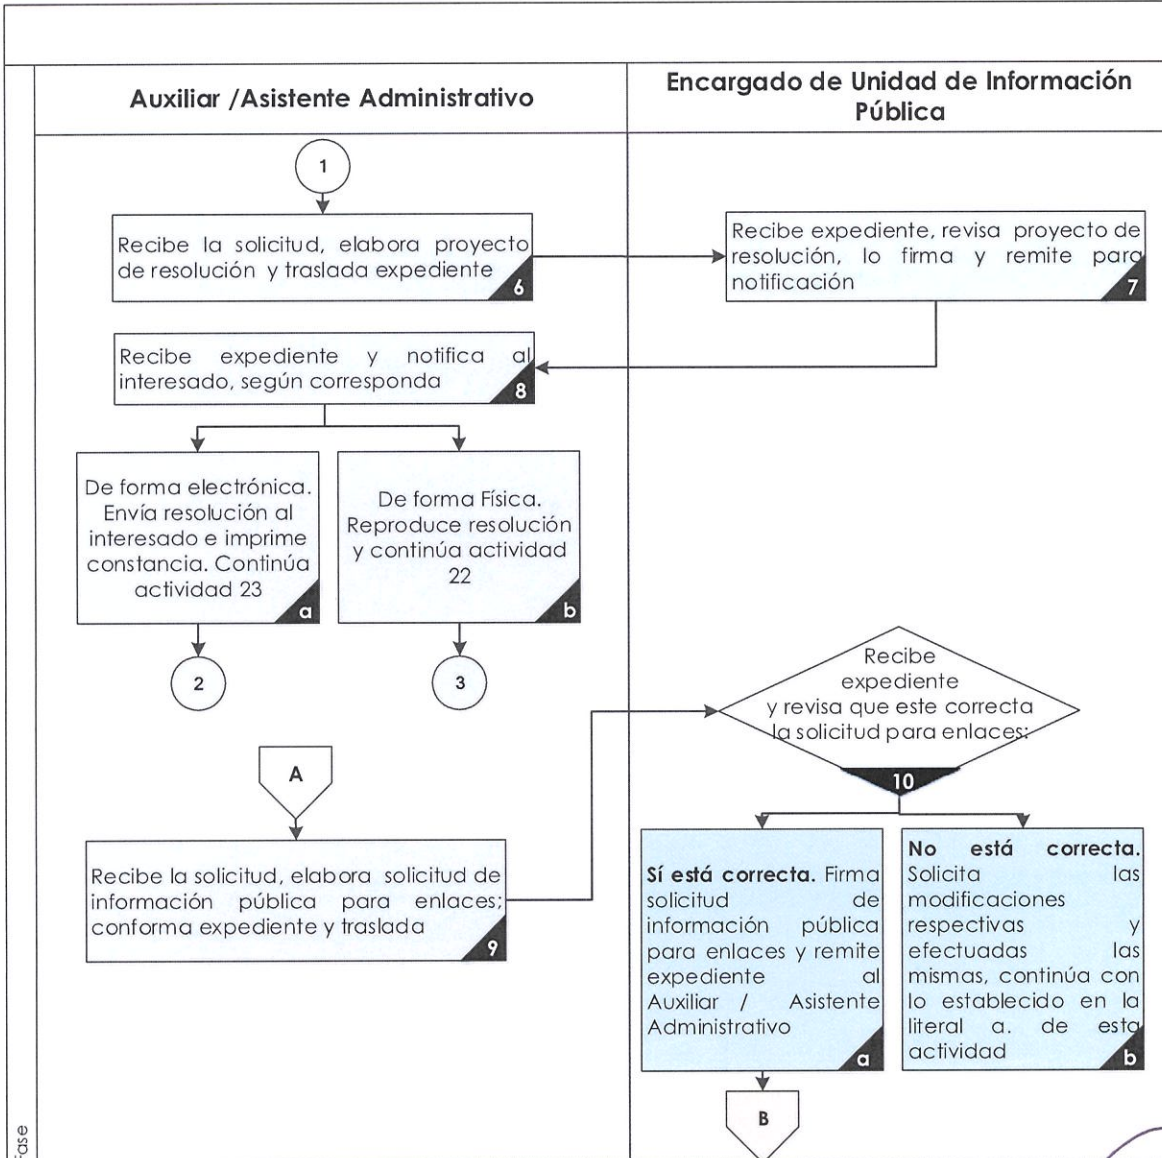 Auxiliar /Asistente Administrativo
Encargado de Unidad de Información
Pública
1
Recibe la solicitud, elabora proyecto
de resolución y traslada expediente
6
Recibe expediente, revisa proyecto de
resolución, lo firma y remite para
notificación
7
Recibe expediente y notifica al
interesado, según corresponda
8
De forma electrónica.
Envía resolución al
interesado e imprime
constancia. Continúa
actividad 23
a
De forma Física.
Reproduce resolución
y continúa actividad
22
b
2
3
Recibe
expediente
y revisa que este correcta
la solicitud para enlaces:
10
A
Recibe la solicitud, elabora solicitud de
información pública para enlaces;
conforma expediente y traslada
9
Sí está correcta. Firma
solicitud de
información pública
para enlaces y remite
expediente al
Auxiliar / Asistente
Administrativo
a
No está correcta.
Solicita las
modificaciones
respectivas y
efectuadas las
mismas, continúa con
lo establecido en la
literal a. de esta
actividad
b
B
Fase